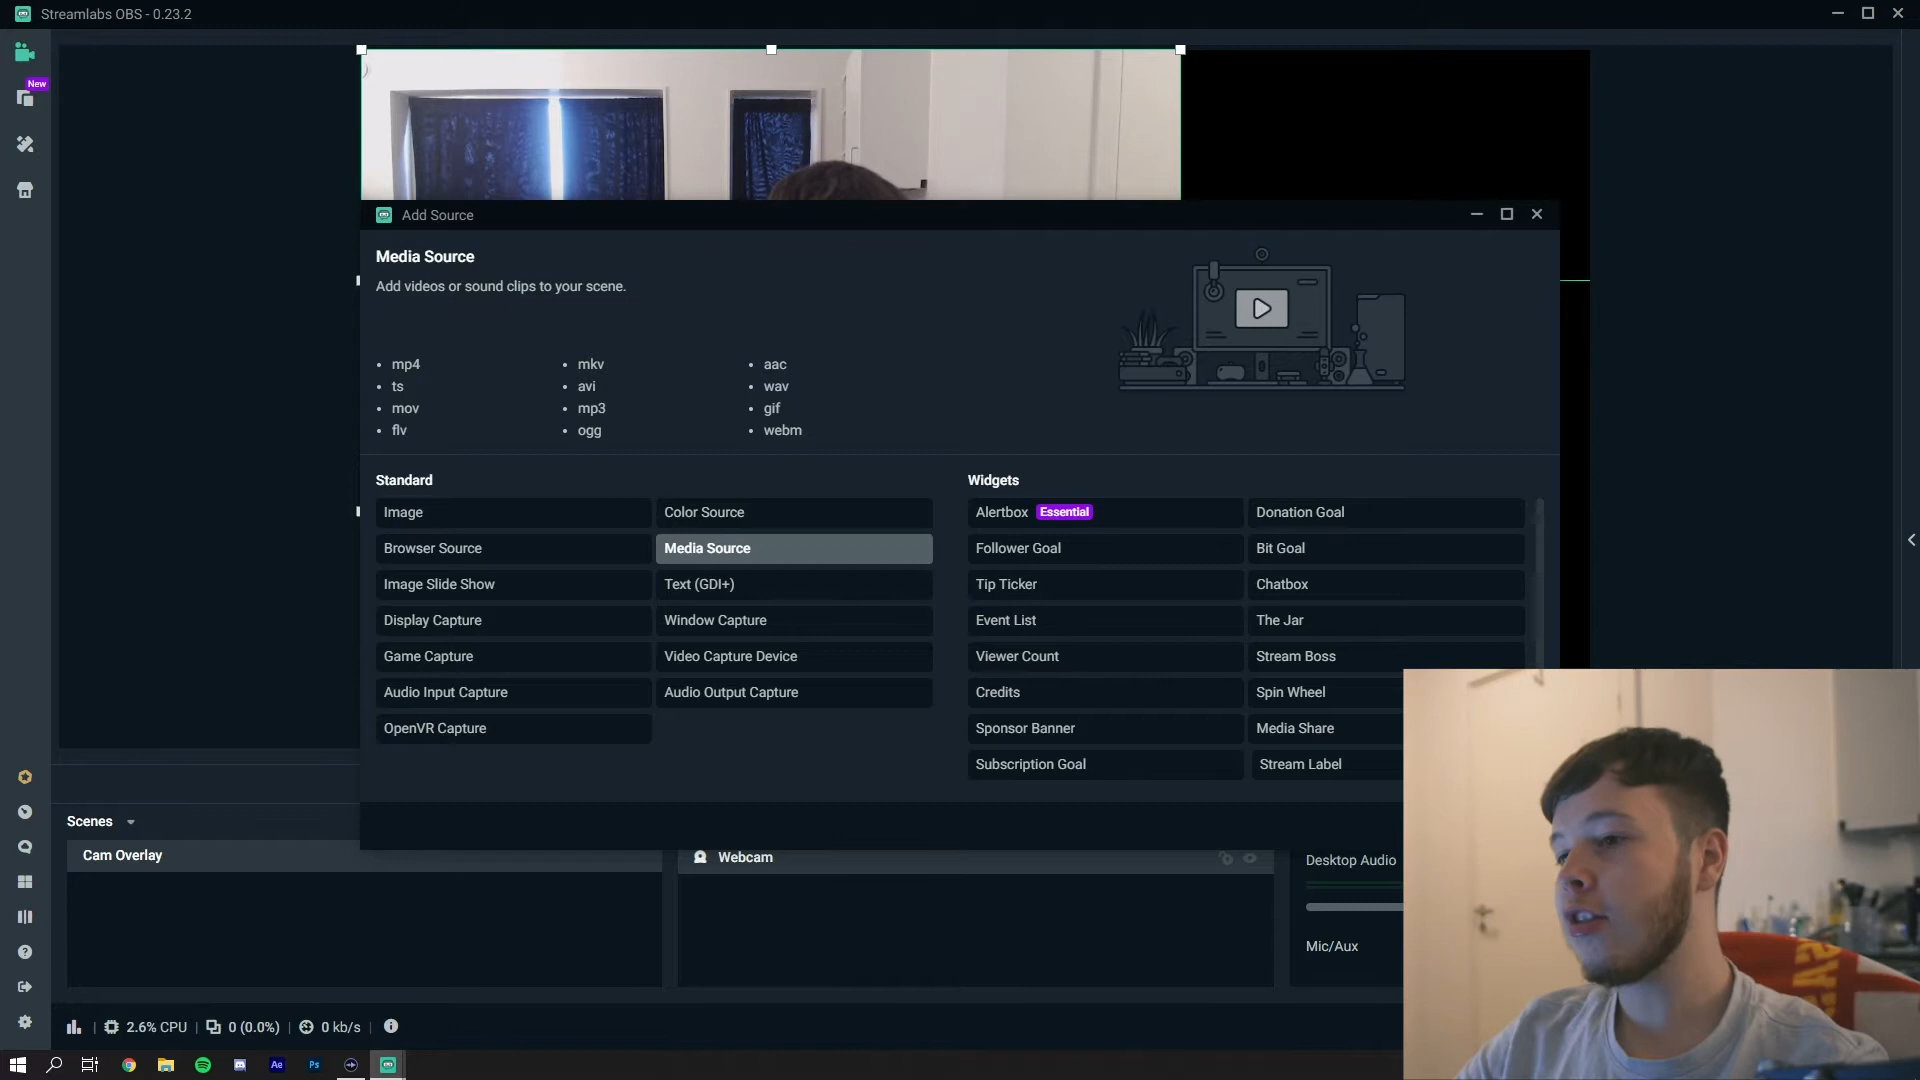 Streamlabs OBS - 0.23.2
New
Add Source
Media Source
Add videos or sound clips to your scene.
mp4
ts
mov
flv
mkv
avi
mp3
ogg
aac
wav
gif
webm
Standard
Image
Color Source
Browser Source
Media Source
Image Slide Show
Text (GDI+)
Display Capture
Window Capture
Game Capture
Video Capture Device
Audio Input Capture
Audio Output Capture
OpenVR Capture
Widgets
Alertbox Essential
Donation Goal
Follower Goal
Bit Goal
Tip Ticker
Chatbox
Event List
The Jar
Viewer Count
Stream Boss
Credits
Spin Wheel
Sponsor Banner
Media Share
Subscription Goal
Stream Label
Scenes
Cam Overlay
Webcam
Desktop Audio
Mic/Aux
2.6% CPU
0 (0.0%)
0 kb/s
Ae
Ps